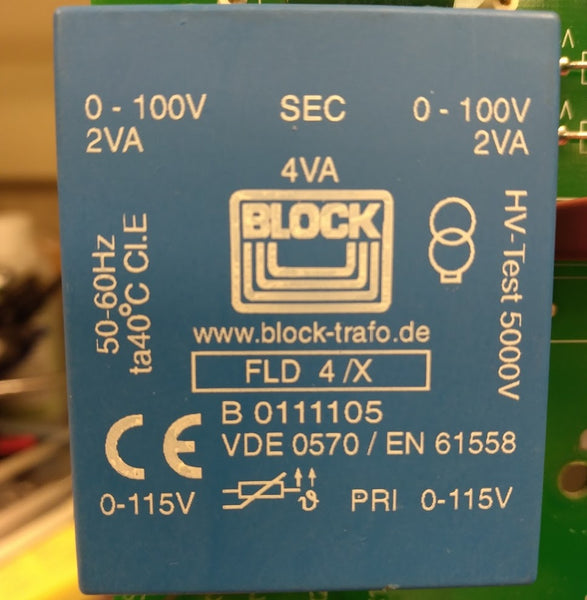 0 - 100V SEC 0 - 100V
2VA 2VA
4VA
BLOCK
50-60Hz
ta40°C Cl.E
HV-Test 5000V
www.block-trafo.de
FLD 4 /X
B 0111105
CE VDE 0570 / EN 61558
0-115V ϑ PRI 0-115V